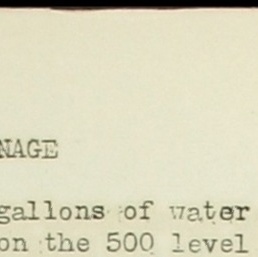 NAGE
gallons of water
on the 500 level